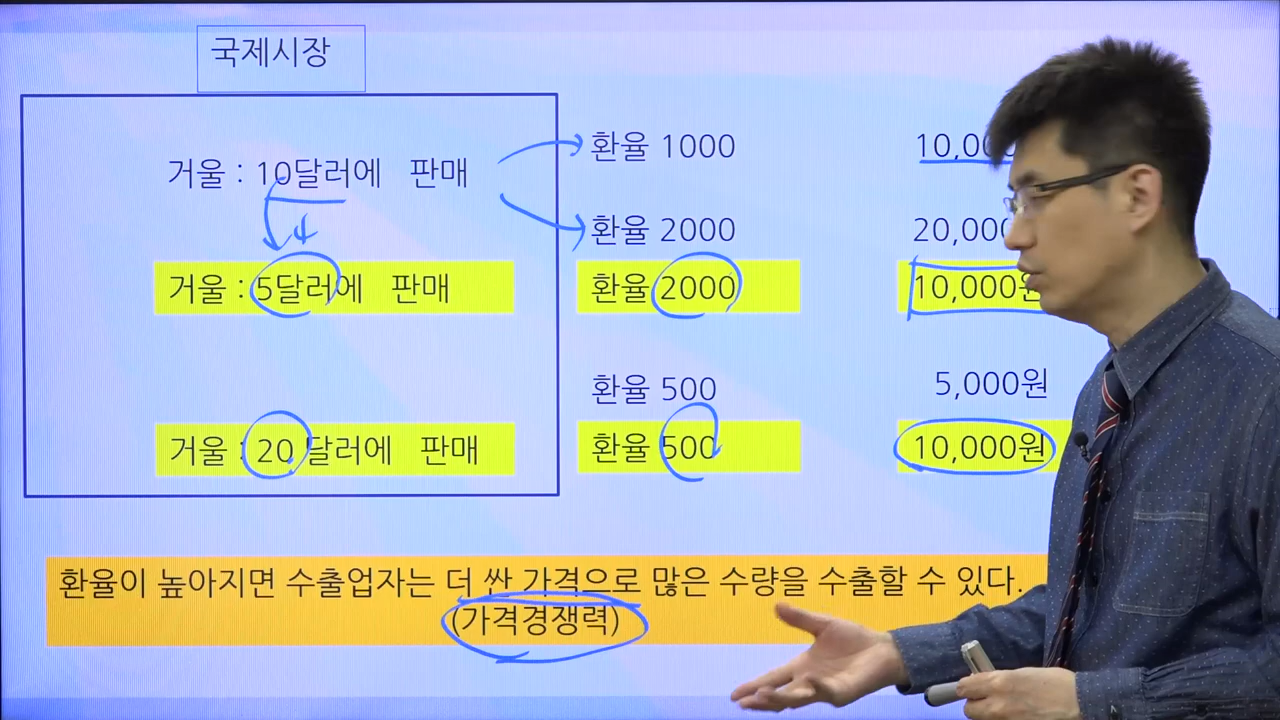 국제시장
거울 : 10달러에 판매 환율 1000 10,00
4
환율 2000 20,000
거울 : 5달러에 판매 환율 2000 10,000원
환율 500 5,000원
거울 : 20 달러에 판매 환율 500 10,000원
환율이 높아지면 수출업자는 더 싼 가격으로 많은 수량을 수출할 수 있다.
(가격경쟁력)